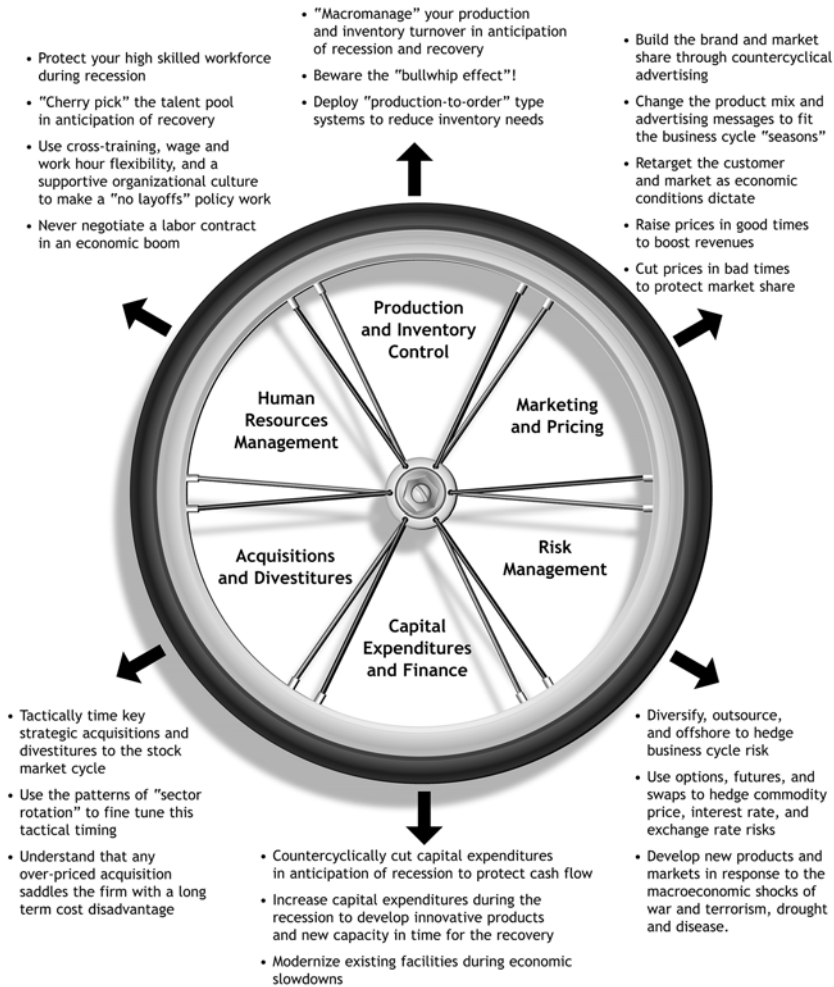 • Protect your high skilled workforce
during recession
• “Cherry pick” the talent pool
in anticipation of recovery
• Use cross-training, wage and
work hour flexibility, and a
supportive organizational culture
to make a “no layoffs” policy work
• Never negotiate a labor contract
in an economic boom
• “Macromanage” your production
and inventory turnover in anticipation
of recession and recovery
• Beware the “bullwhip effect”!
• Deploy “production-to-order” type
systems to reduce inventory needs
• Build the brand and market
share through countercyclical
advertising
• Change the product mix and
advertising messages to fit
the business cycle “seasons”
• Retarget the customer
and market as economic
conditions dictate
• Raise prices in good times
to boost revenues
• Cut prices in bad times
to protect market share
Production
and Inventory
Control
Human
Resources
Management
Marketing
and Pricing
Acquisitions
and Divestitures
Risk
Management
Capital
Expenditures
and Finance
• Tactically time key
strategic acquisitions and
divestitures to the stock
market cycle
• Use the patterns of “sector
rotation” to fine tune this
tactical timing
• Understand that any
over-priced acquisition
saddles the firm with a long
term cost disadvantage
• Countercyclically cut capital expenditures
in anticipation of recession to protect cash flow
• Increase capital expenditures during the
recession to develop innovative products
and new capacity in time for the recovery
• Modernize existing facilities during economic
slowdowns
• Diversify, outsource,
and offshore to hedge
business cycle risk
• Use options, futures, and
swaps to hedge commodity
price, interest rate, and
exchange rate risks
• Develop new products and
markets in response to the
macroeconomic shocks of
war and terrorism, drought
and disease.